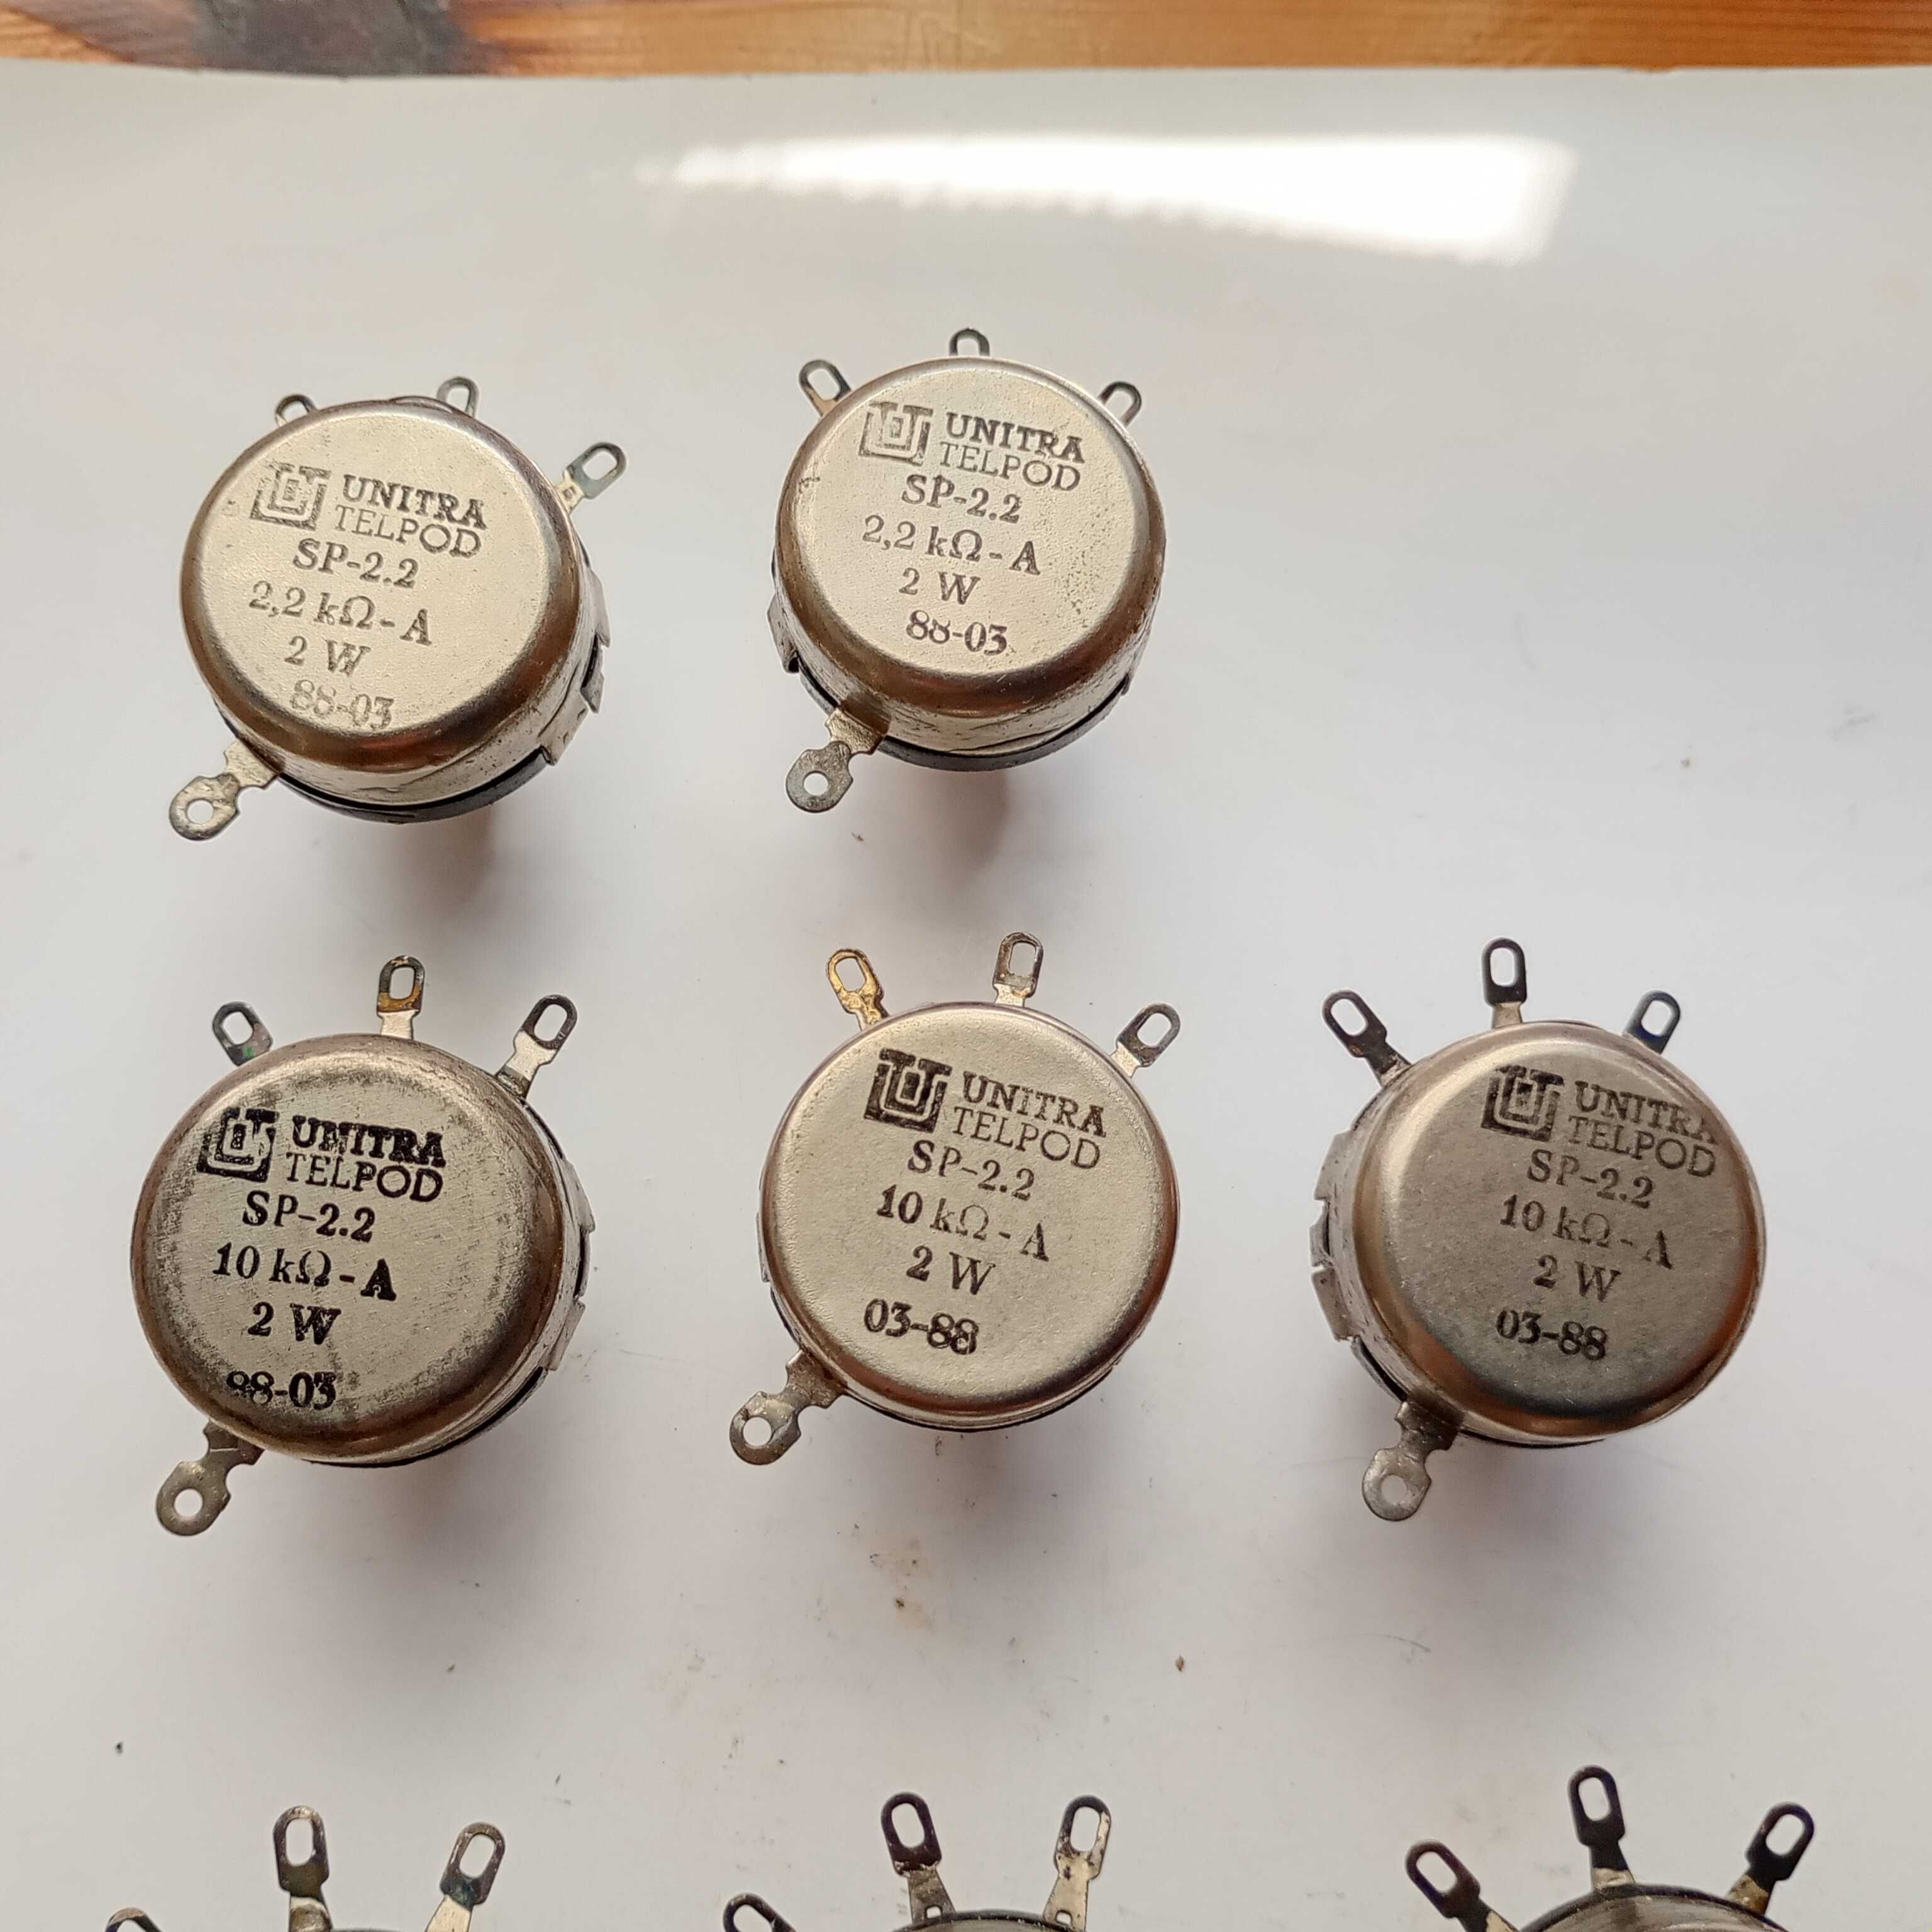 UNITRA
TELPOD
SP-2.2
2,2 kΩ-A
2 W
88-03
UNITRA
TELPOD
SP-2.2
2,2 kΩ-A
2 W
88-03
UNITRA
TELPOD
SP-2.2
10 kΩ-A
2 W
88-03
UNITRA
TELPOD
SP-2.2
10 kΩ-A
2 W
03-88
UNITRA
TELPOD
SP-2.2
10 kΩ-A
2 W
03-88